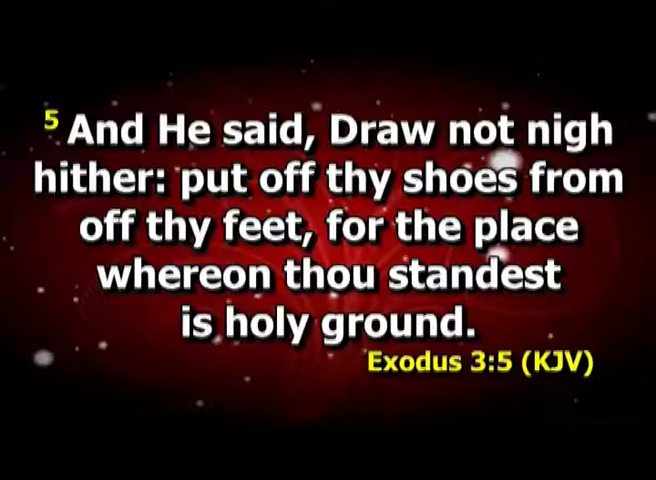 5 And He said, Draw not nigh
hither: put off thy shoes from
off thy feet, for the place
whereon thou standest
is holy ground.
Exodus 3:5 (KJV)